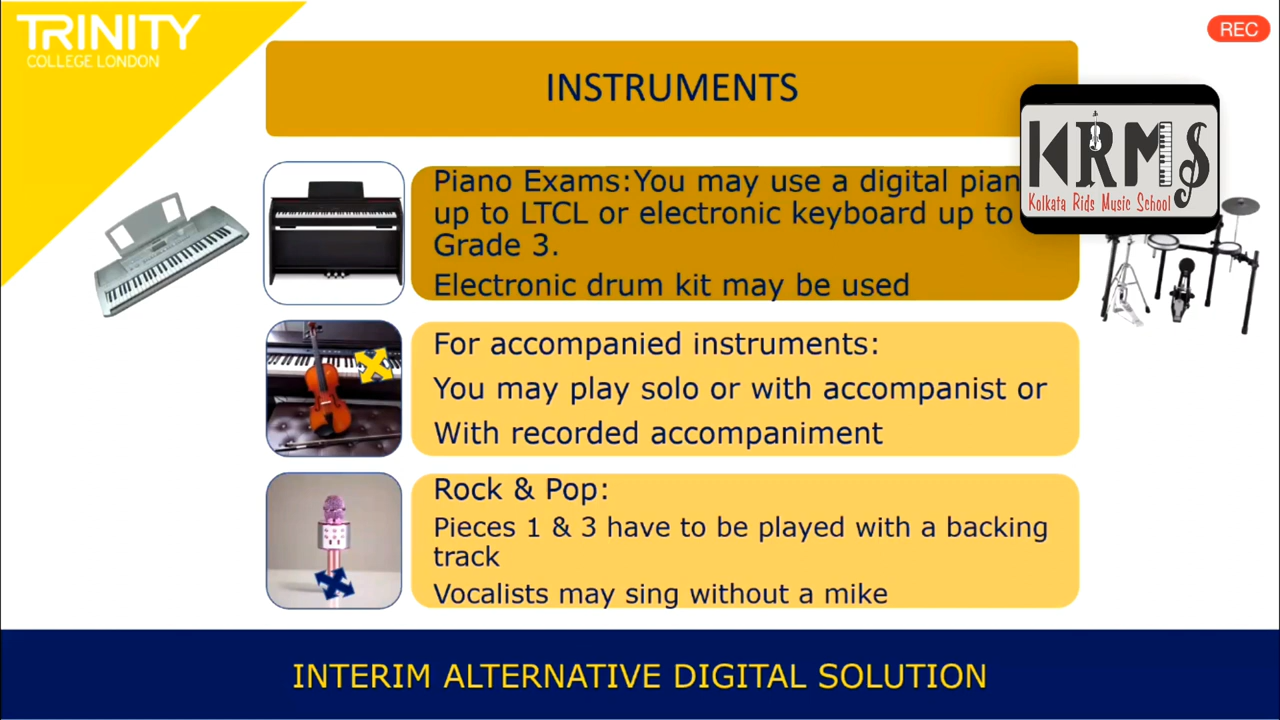 TRINITY
COLLEGE LONDON
REC
INSTRUMENTS
KRMS
Kolkata Rids Music School
Piano Exams:You may use a digital pian
up to LTCL or electronic keyboard up to
Grade 3.
Electronic drum kit may be used
For accompanied instruments:
You may play solo or with accompanist or
With recorded accompaniment
Rock & Pop:
Pieces 1 & 3 have to be played with a backing
track
Vocalists may sing without a mike
INTERIM ALTERNATIVE DIGITAL SOLUTION